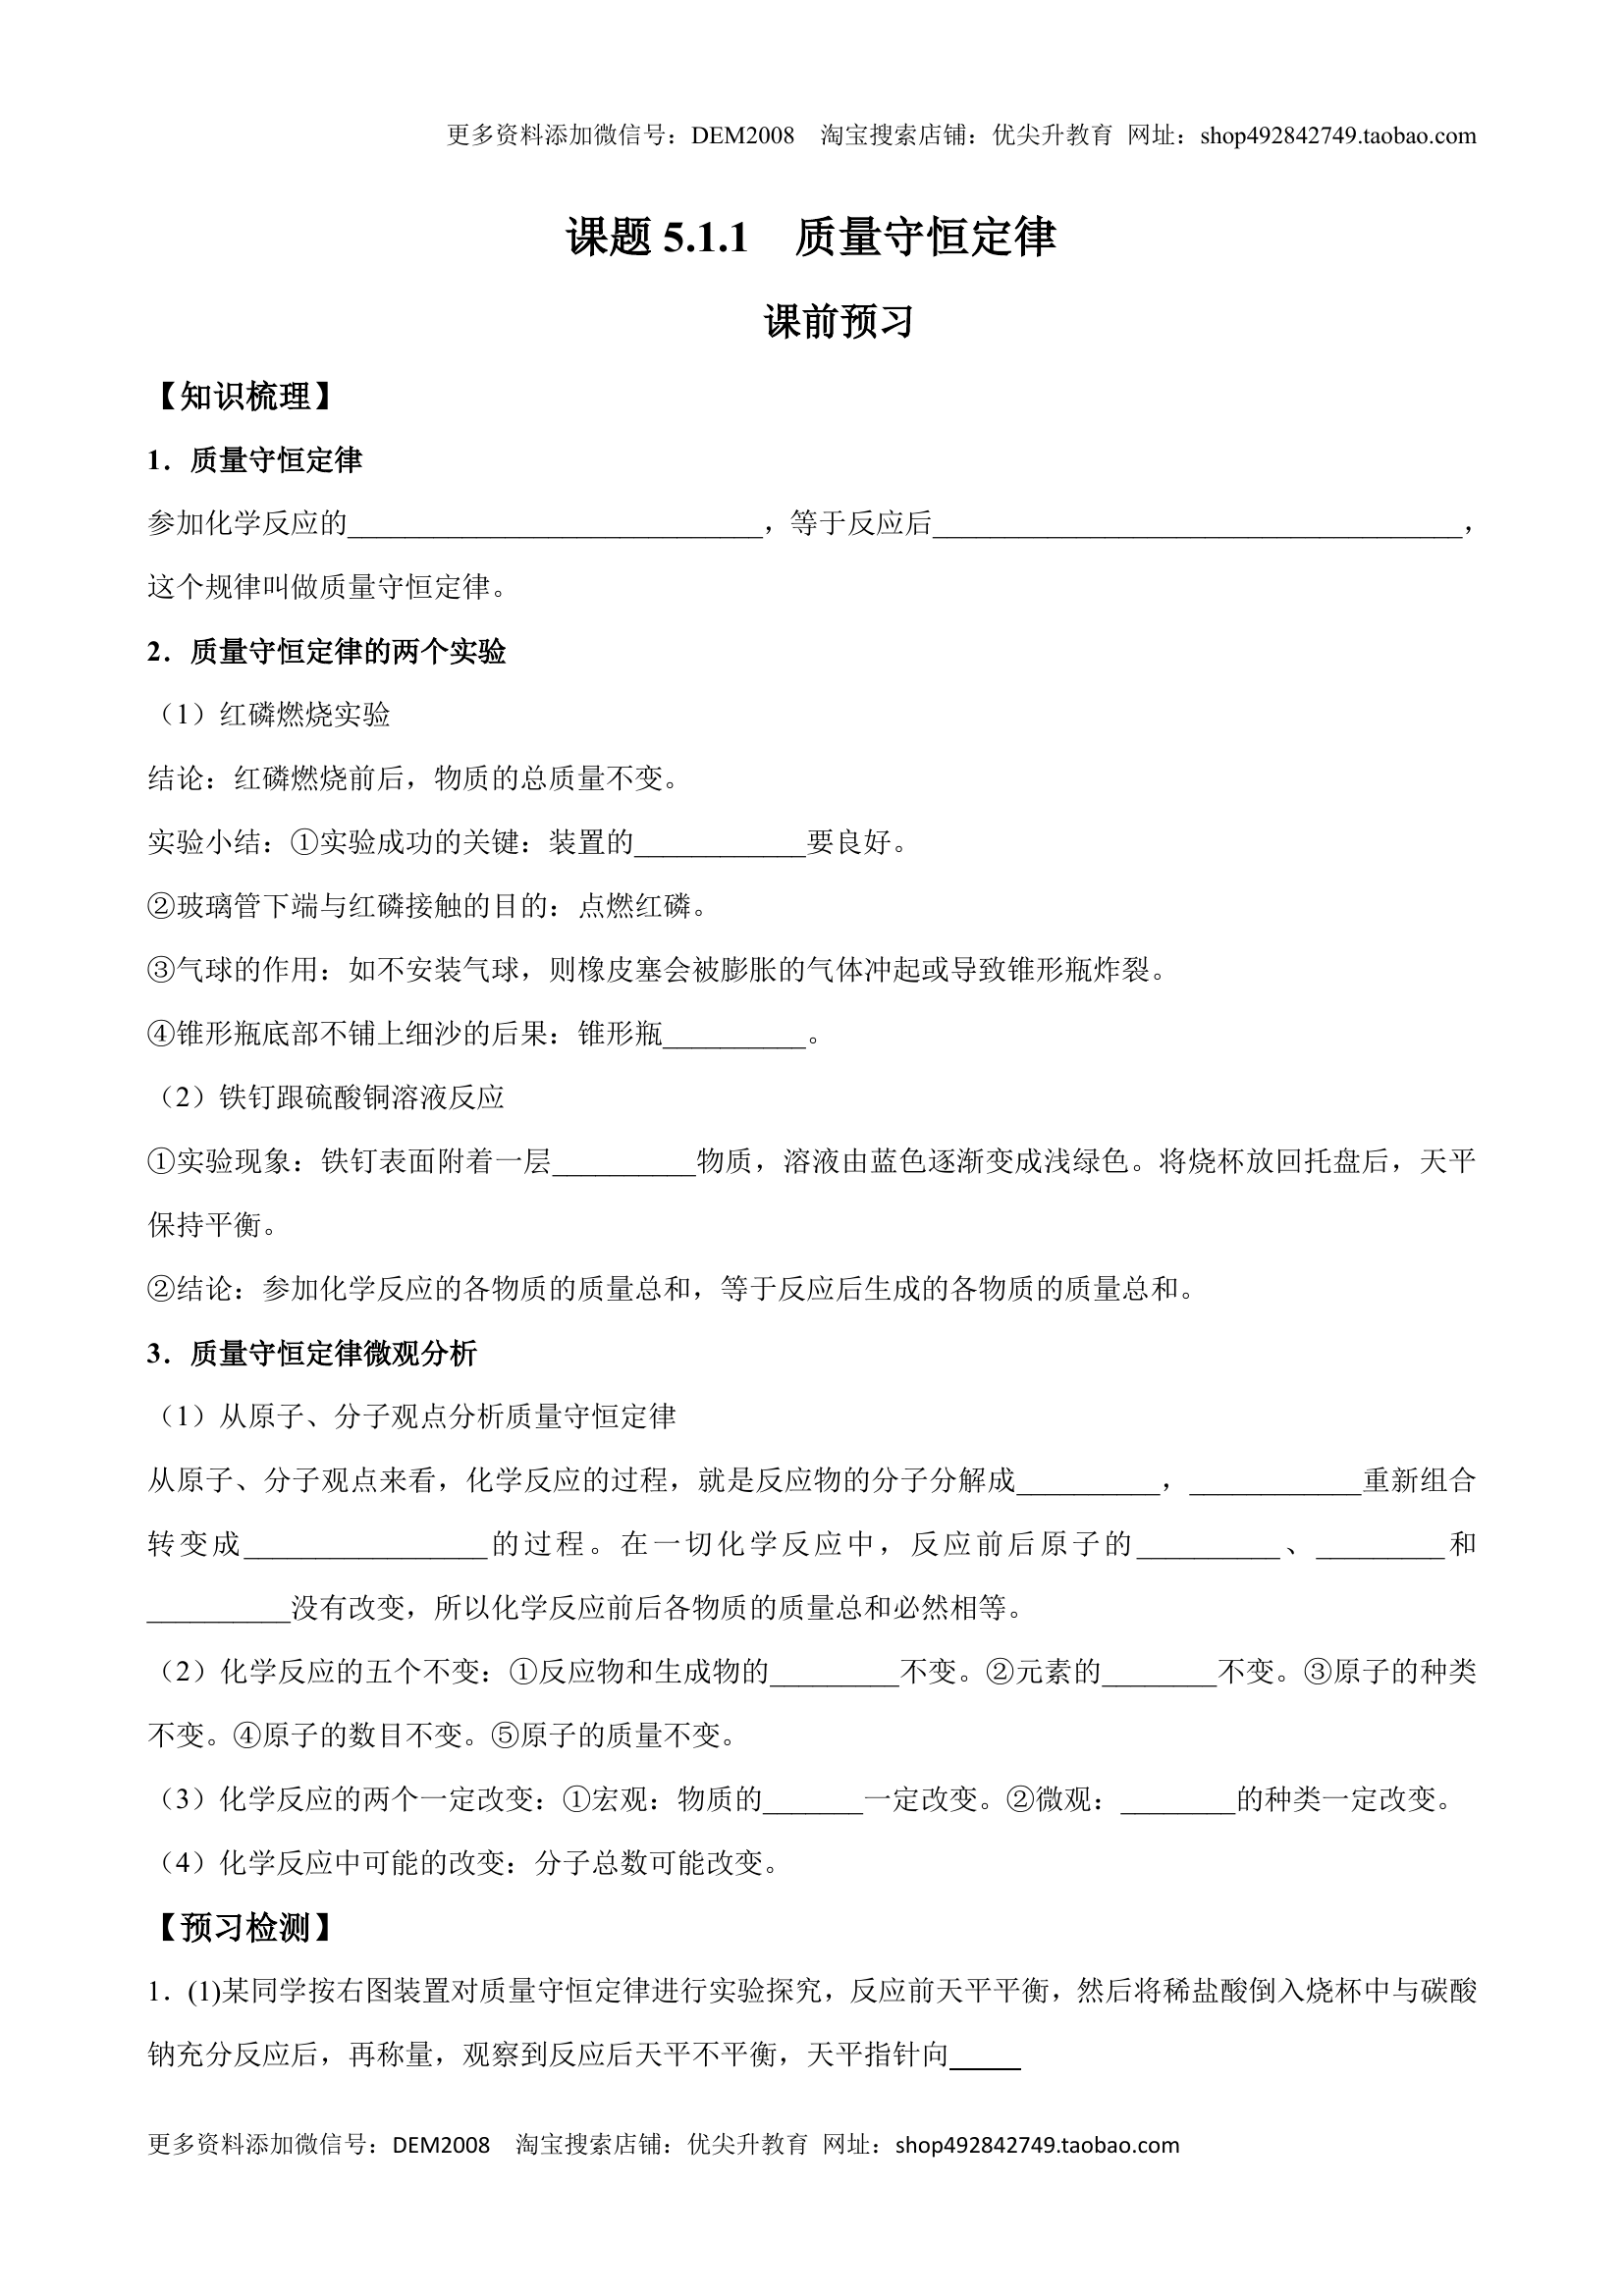 更多资料添加微信号：DEM2008　淘宝搜索店铺：优尖升教育 网址：shop492842749.taobao.com
课题 5.1.1　质量守恒定律
课前预习
【知识梳理】
1．质量守恒定律
参加化学反应的_____________________________，等于反应后_____________________________________，
这个规律叫做质量守恒定律。
2．质量守恒定律的两个实验
（1）红磷燃烧实验
结论：红磷燃烧前后，物质的总质量不变。
实验小结：①实验成功的关键：装置的____________要良好。
②玻璃管下端与红磷接触的目的：点燃红磷。
③气球的作用：如不安装气球，则橡皮塞会被膨胀的气体冲起或导致锥形瓶炸裂。
④锥形瓶底部不铺上细沙的后果：锥形瓶__________。
（2）铁钉跟硫酸铜溶液反应
①实验现象：铁钉表面附着一层__________物质，溶液由蓝色逐渐变成浅绿色。将烧杯放回托盘后，天平
保持平衡。
②结论：参加化学反应的各物质的质量总和，等于反应后生成的各物质的质量总和。
3．质量守恒定律微观分析
（1）从原子、分子观点分析质量守恒定律
从原子、分子观点来看，化学反应的过程，就是反应物的分子分解成__________，____________重新组合
转变成_________________的过程。在一切化学反应中，反应前后原子的__________、_________和
__________没有改变，所以化学反应前后各物质的质量总和必然相等。
（2）化学反应的五个不变：①反应物和生成物的_________不变。②元素的________不变。③原子的种类
不变。④原子的数目不变。⑤原子的质量不变。
（3）化学反应的两个一定改变：①宏观：物质的_______一定改变。②微观：________的种类一定改变。
（4）化学反应中可能的改变：分子总数可能改变。
【预习检测】
1．(1)某同学按右图装置对质量守恒定律进行实验探究，反应前天平平衡，然后将稀盐酸倒入烧杯中与碳酸
钠充分反应后，再称量，观察到反应后天平不平衡，天平指针向_____
更多资料添加微信号：DEM2008　淘宝搜索店铺：优尖升教育 网址：shop492842749.taobao.com